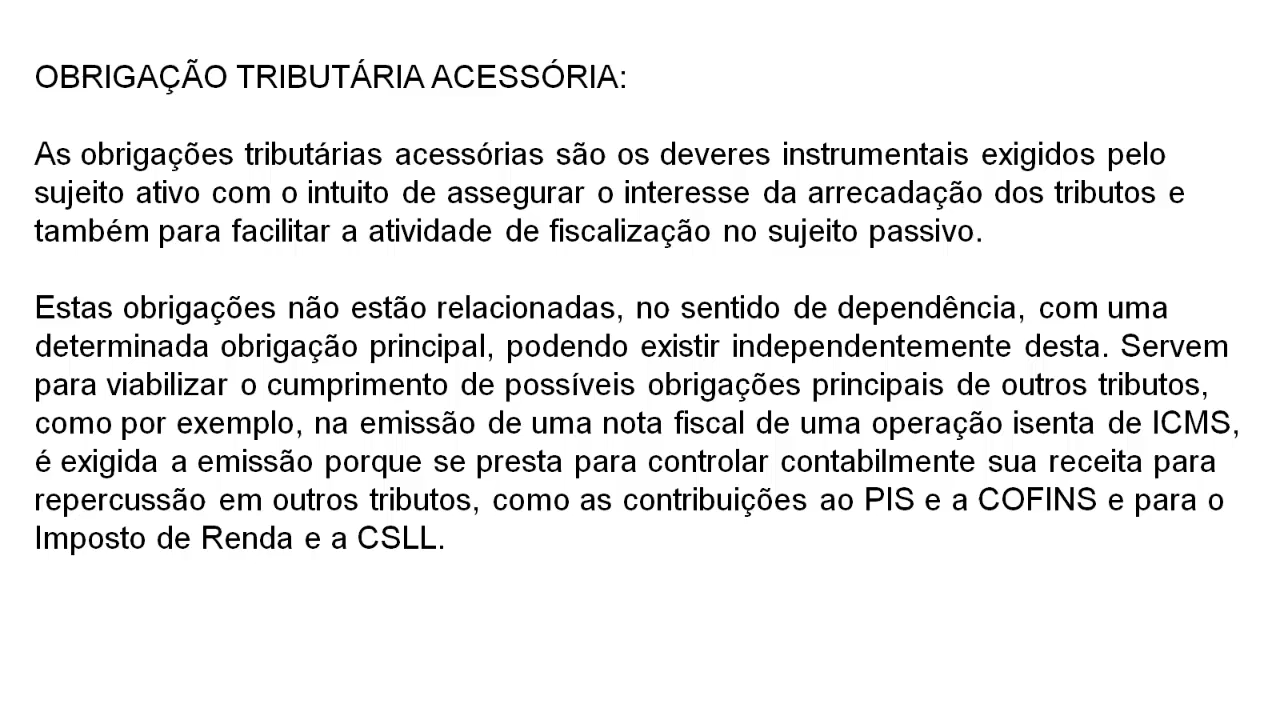 OBRIGAÇÃO TRIBUTÁRIA ACESSÓRIA:
As obrigações tributárias acessórias são os deveres instrumentais exigidos pelo
sujeito ativo com o intuito de assegurar o interesse da arrecadação dos tributos e
também para facilitar a atividade de fiscalização no sujeito passivo.
Estas obrigações não estão relacionadas, no sentido de dependência, com uma
determinada obrigação principal, podendo existir independentemente desta. Servem
para viabilizar o cumprimento de possíveis obrigações principais de outros tributos,
como por exemplo, na emissão de uma nota fiscal de uma operação isenta de ICMS,
é exigida a emissão porque se presta para controlar contabilmente sua receita para
repercussão em outros tributos, como as contribuições ao PIS e a COFINS e para o
Imposto de Renda e a CSLL.